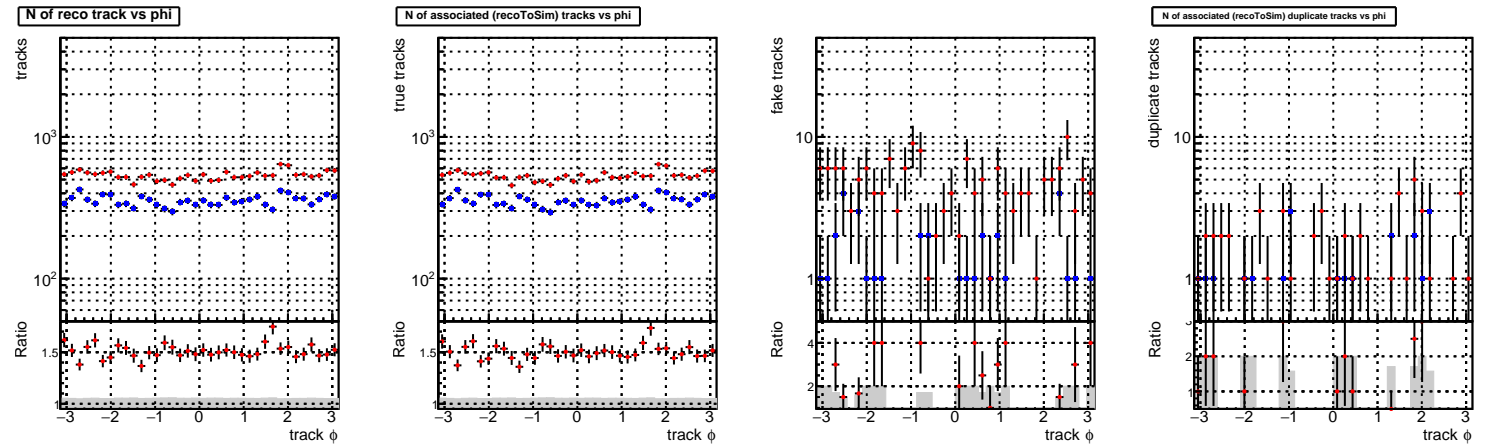 N of reco track vs phi
tracks
10³
10²
Ratio
1.5
1
−3 −2 −1 0 1 2 3
track ϕ
N of associated (recoToSim) tracks vs phi
true tracks
10³
10²
Ratio
1.5
1
−3 −2 −1 0 1 2 3
track ϕ
fake tracks
10
1
Ratio
4
2
−3 −2 −1 0 1 2 3
track ϕ
N of associated (recoToSim) duplicate tracks vs phi
duplicate tracks
10
1
Ratio
3
2
1
−3 −2 −1 0 1 2 3
track ϕ